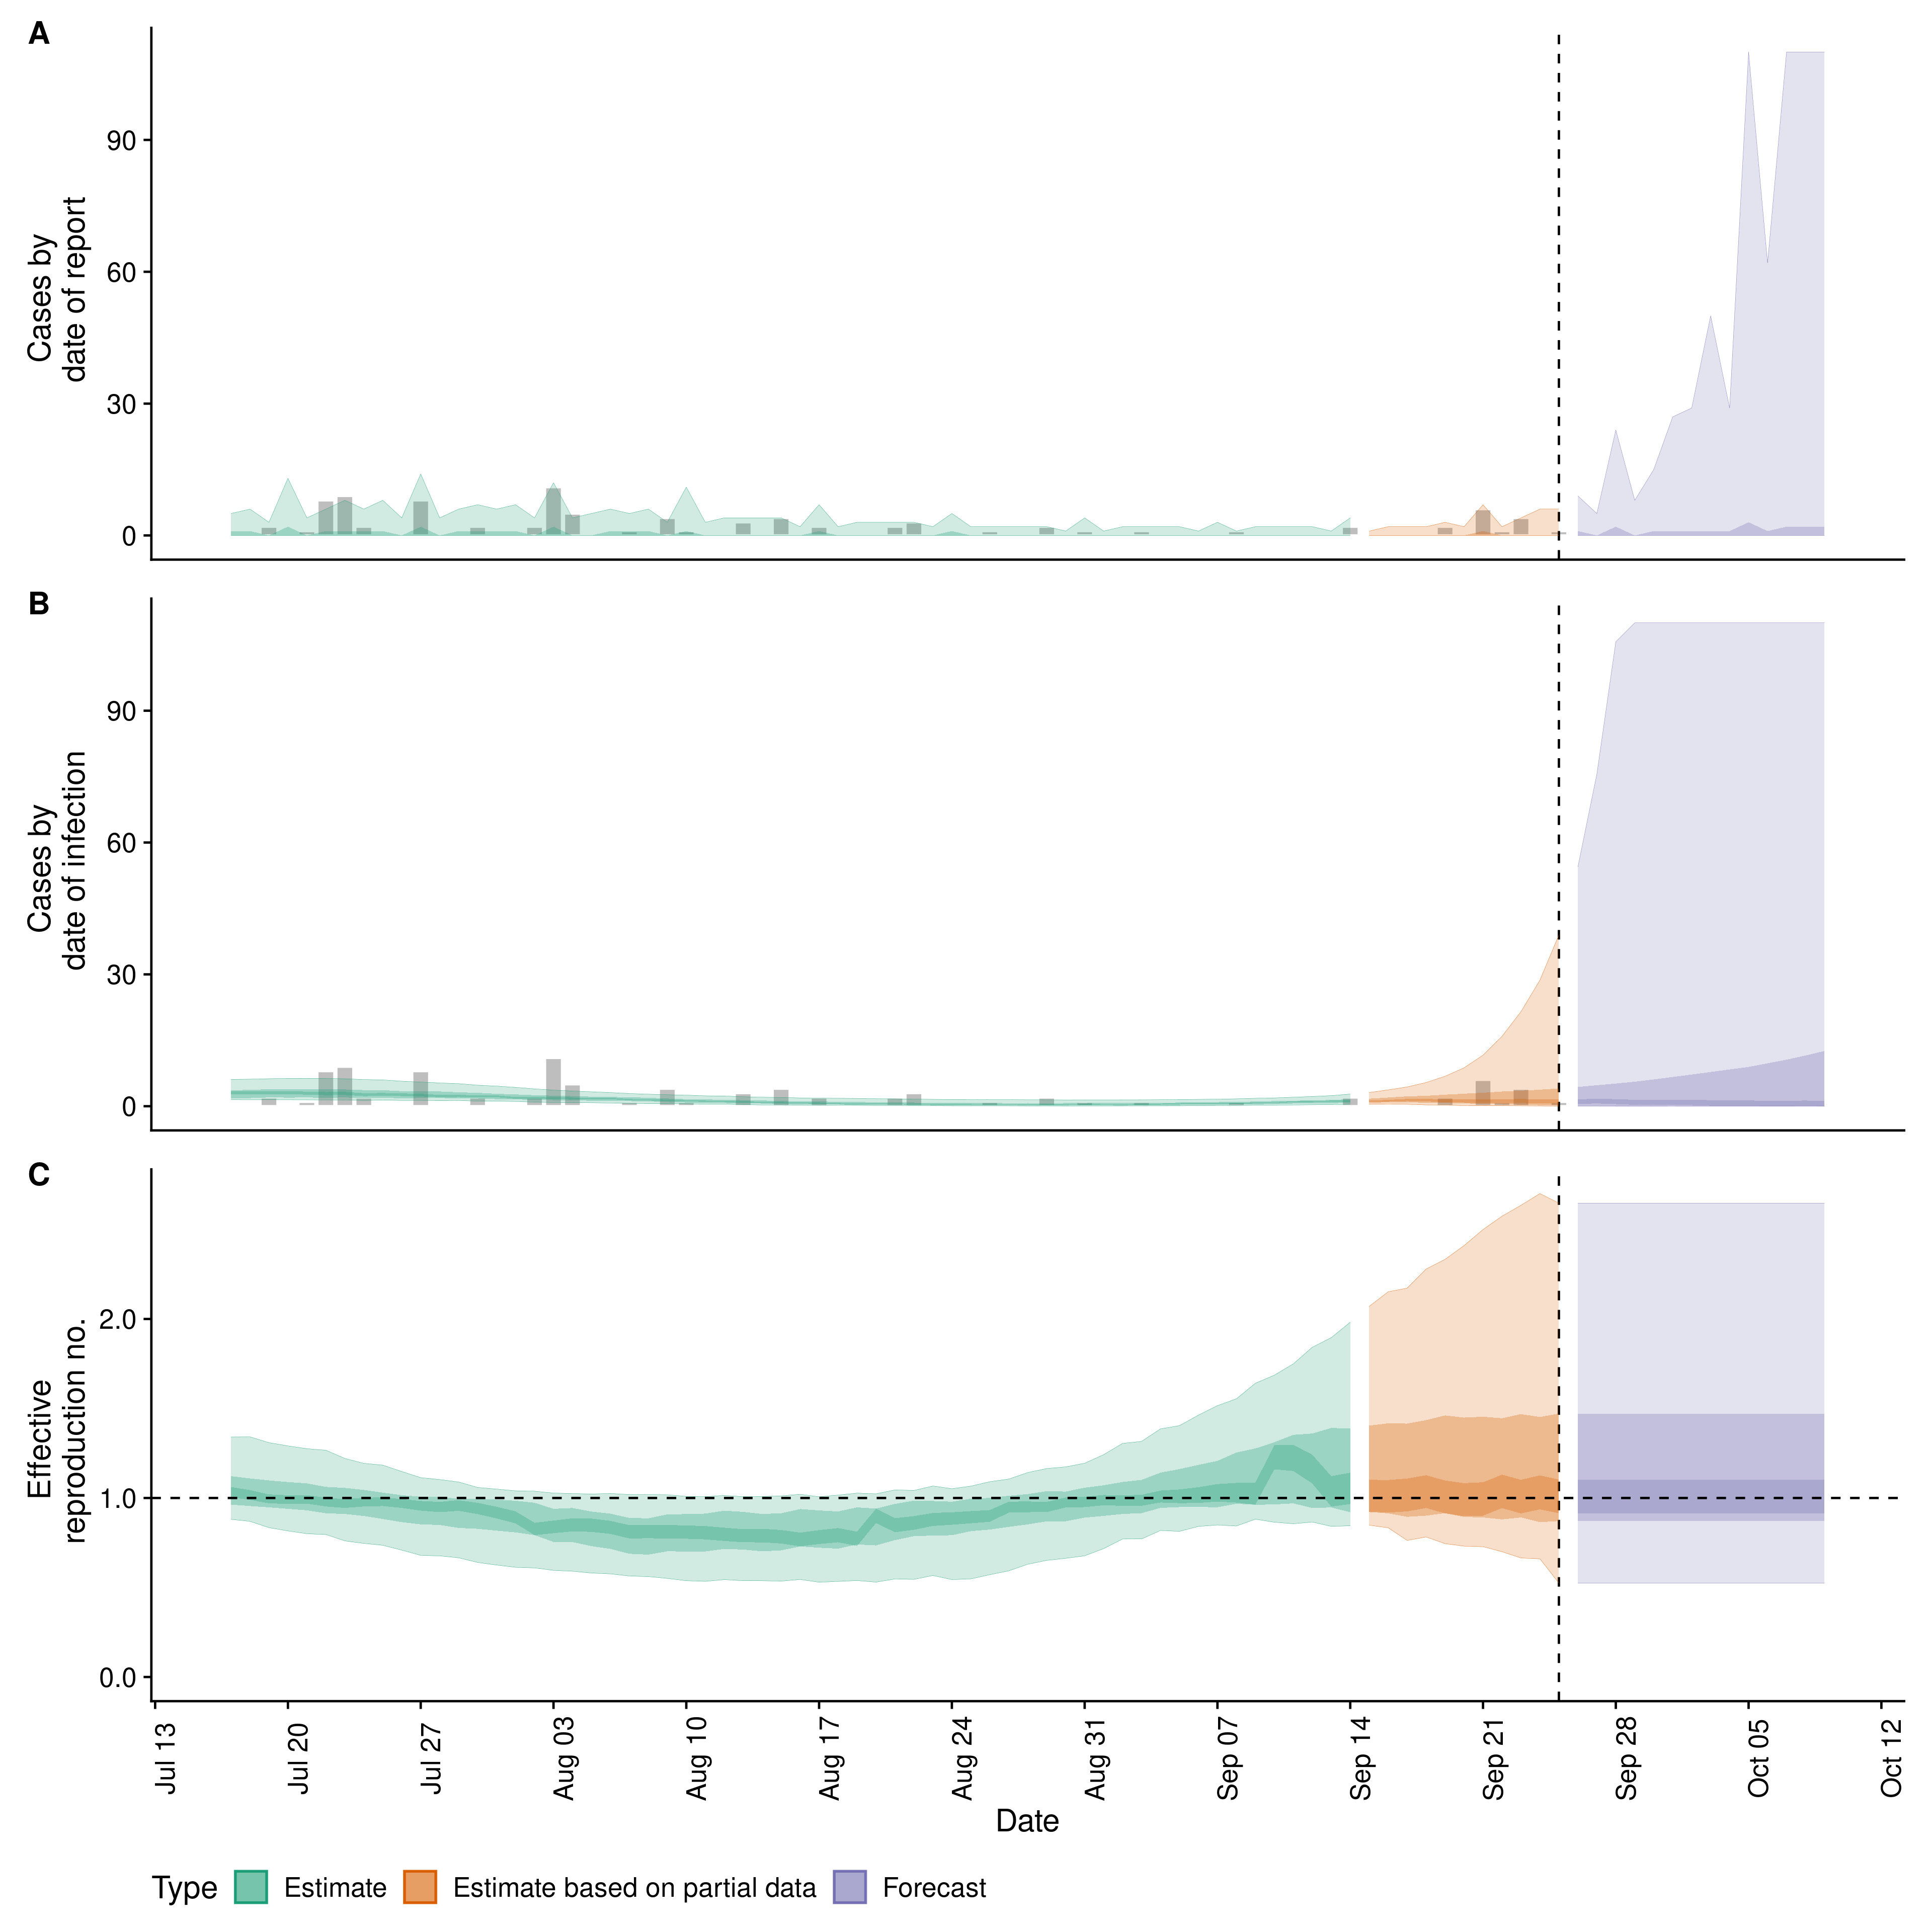 A
Cases by
date of report
90
60
30
0
B
Cases by
date of infection
90
60
30
0
C
Effective
reproduction no.
2.0
1.0
0.0
Jul 13
Jul 20
Jul 27
Aug 03
Aug 10
Aug 17
Aug 24
Aug 31
Sep 07
Sep 14
Sep 21
Sep 28
Oct 05
Oct 12
Date
Type Estimate Estimate based on partial data Forecast